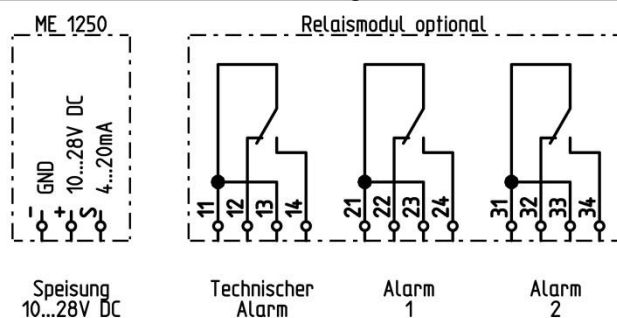 ME 1250
Relaismodul optional
GND
10...28V DC
4...20mA
- + S
11 12 13 14
21 22 23 24
31 32 33 34
Speisung
10...28V DC
Technischer
Alarm
Alarm
1
Alarm
2